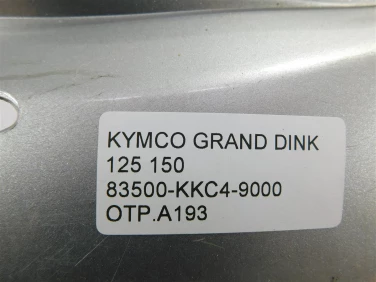 KYMCO GRAND DINK
125 150
83500-KKC4-9000
OTP.A193